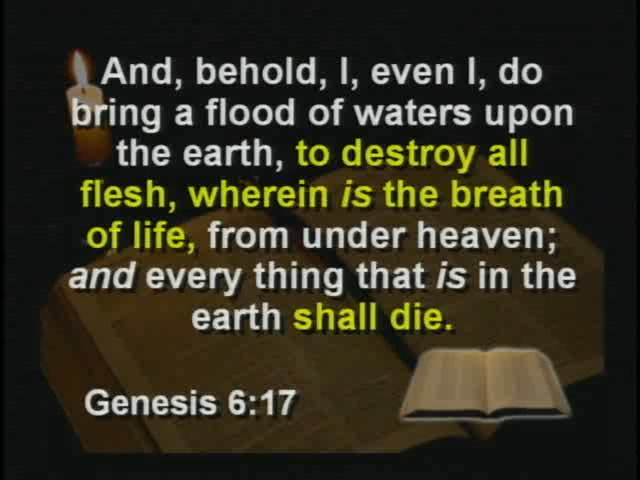 And, behold, I, even I, do
bring a flood of waters upon
the earth, to destroy all
flesh, wherein is the breath
of life, from under heaven;
and every thing that is in the
earth shall die.
Genesis 6:17